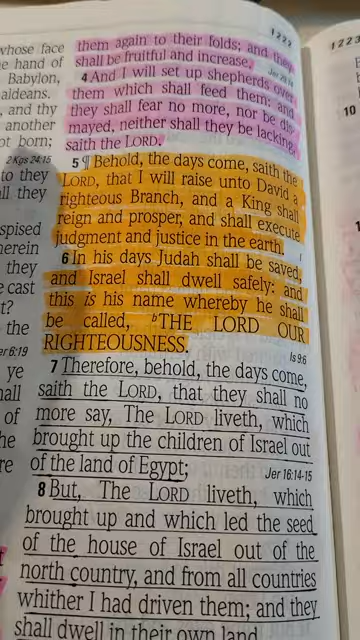 1222
1223
whose face
he hand of
Babylon,
aldeans.
, and thy
another
ot born;
2 Kgs 24:15
to they
ll they
spised
herein
they
e cast
t?
the
er 6:19
ye
hall
of
he
re
them again to their folds; and they
shall be fruitful and increase.
4 And I will set up shepherds over
them which shall feed them: and
they shall fear no more, nor be dis-
mayed, neither shall they be lacking,
saith the LORD.
5 ¶ Behold, the days come, saith the
LORD, that I will raise unto David a
righteous Branch, and a King shall
reign and prosper, and shall execute
judgment and justice in the earth.
6 In his days Judah shall be saved,
and Israel shall dwell safely: and
this is his name whereby he shall
be called, bTHE LORD OUR
RIGHTEOUSNESS.
Is 9:6
7 Therefore, behold, the days come,
saith the LORD, that they shall no
more say, The LORD liveth, which
brought up the children of Israel out
of the land of Egypt;
Jer 16:14-15
8 But, The LORD liveth, which
brought up and which led the seed
of the house of Israel out of the
north country, and from all countries
whither I had driven them; and they
shall dwell in their own land.
10